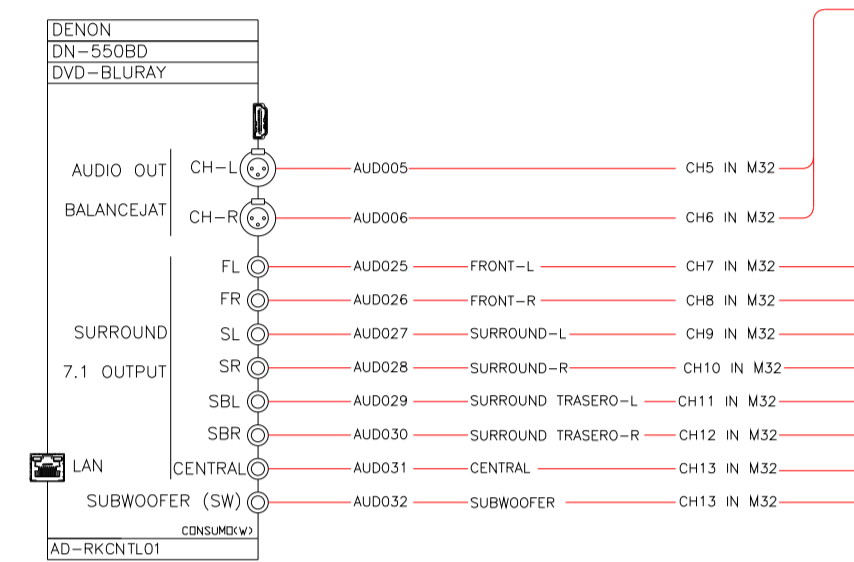 DENON
DN-550BD
DVD-BLURAY
AUDIO OUT
BALANCEJAT
CH-L AUD005 CH5 IN M32
CH-R AUD006 CH6 IN M32
SURROUND
7.1 OUTPUT
FL AUD025 FRONT-L CH7 IN M32
FR AUD026 FRONT-R CH8 IN M32
SL AUD027 SURROUND-L CH9 IN M32
SR AUD028 SURROUND-R CH10 IN M32
SBL AUD029 SURROUND TRASERO-L CH11 IN M32
SBR AUD030 SURROUND TRASERO-R CH12 IN M32
LAN
CENTRAL AUD031 CENTRAL CH13 IN M32
SUBWOOFER (SW) AUD032 SUBWOOFER CH13 IN M32
CONSUMO(W)
AD-RKCNTL01